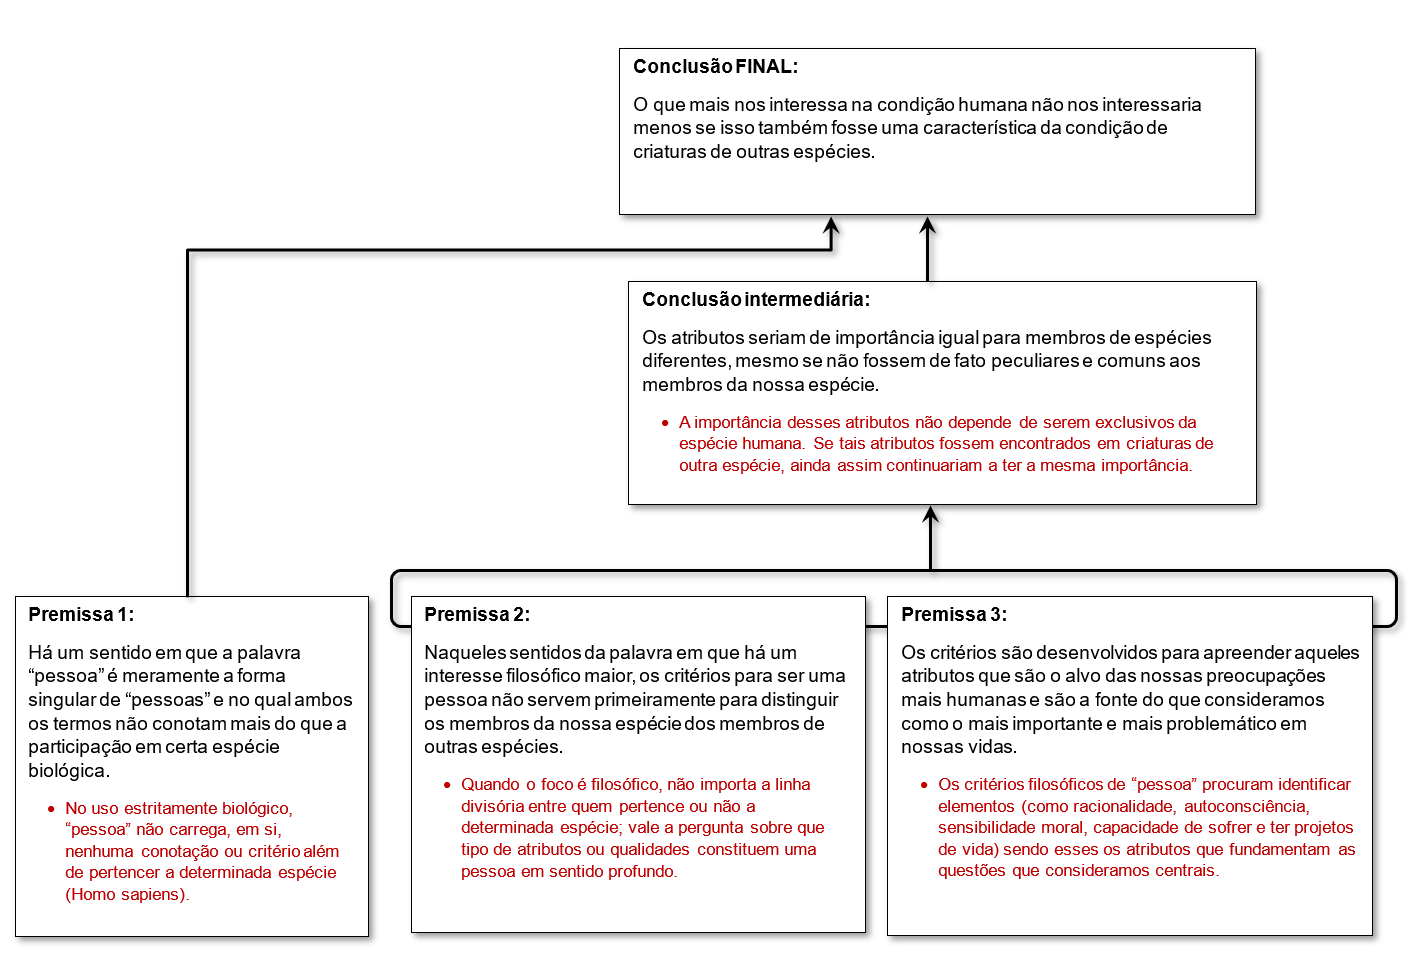 Conclusão FINAL:
O que mais nos interessa na condição humana não nos interessaria
menos se isso também fosse uma característica da condição de
criaturas de outras espécies.
Conclusão intermediária:
Os atributos seriam de importância igual para membros de espécies
diferentes, mesmo se não fossem de fato peculiares e comuns aos
membros da nossa espécie.
• A importância desses atributos não depende de serem exclusivos da
espécie humana. Se tais atributos fossem encontrados em criaturas de
outra espécie, ainda assim continuariam a ter a mesma importância.
Premissa 1:
Há um sentido em que a palavra
“pessoa” é meramente a forma
singular de “pessoas” e no qual ambos
os termos não conotam mais do que a
participação em certa espécie
biológica.
• No uso estritamente biológico,
“pessoa” não carrega, em si,
nenhuma conotação ou critério além
de pertencer a determinada espécie
(Homo sapiens).
Premissa 2:
Naqueles sentidos da palavra em que há um
interesse filosófico maior, os critérios para ser uma
pessoa não servem primeiramente para distinguir
os membros da nossa espécie dos membros de
outras espécies.
• Quando o foco é filosófico, não importa a linha
divisória entre quem pertence ou não a
determinada espécie; vale a pergunta sobre que
tipo de atributos ou qualidades constituem uma
pessoa em sentido profundo.
Premissa 3:
Os critérios são desenvolvidos para apreender aqueles
atributos que são o alvo das nossas preocupações
mais humanas e são a fonte do que consideramos
como o mais importante e mais problemático em
nossas vidas.
• Os critérios filosóficos de “pessoa” procuram identificar
elementos (como racionalidade, autoconsciência,
sensibilidade moral, capacidade de sofrer e ter projetos
de vida) sendo esses os atributos que fundamentam as
questões que consideramos centrais.